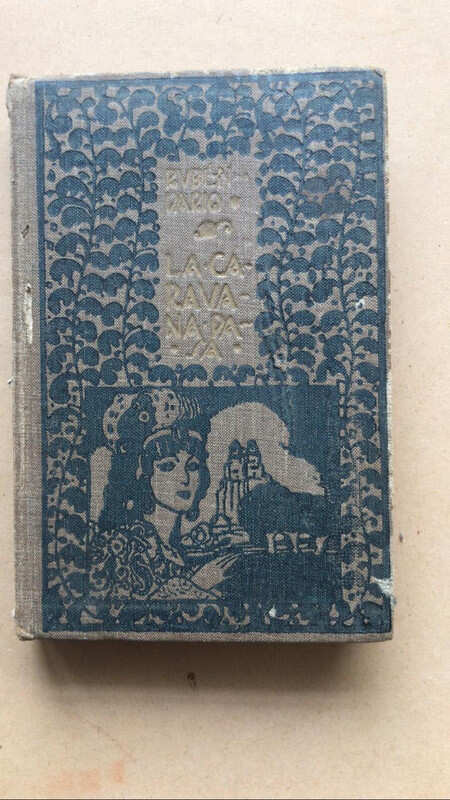 RUBEN
DARIO
LA·CA-
RAVA-
NA·PA-
SA